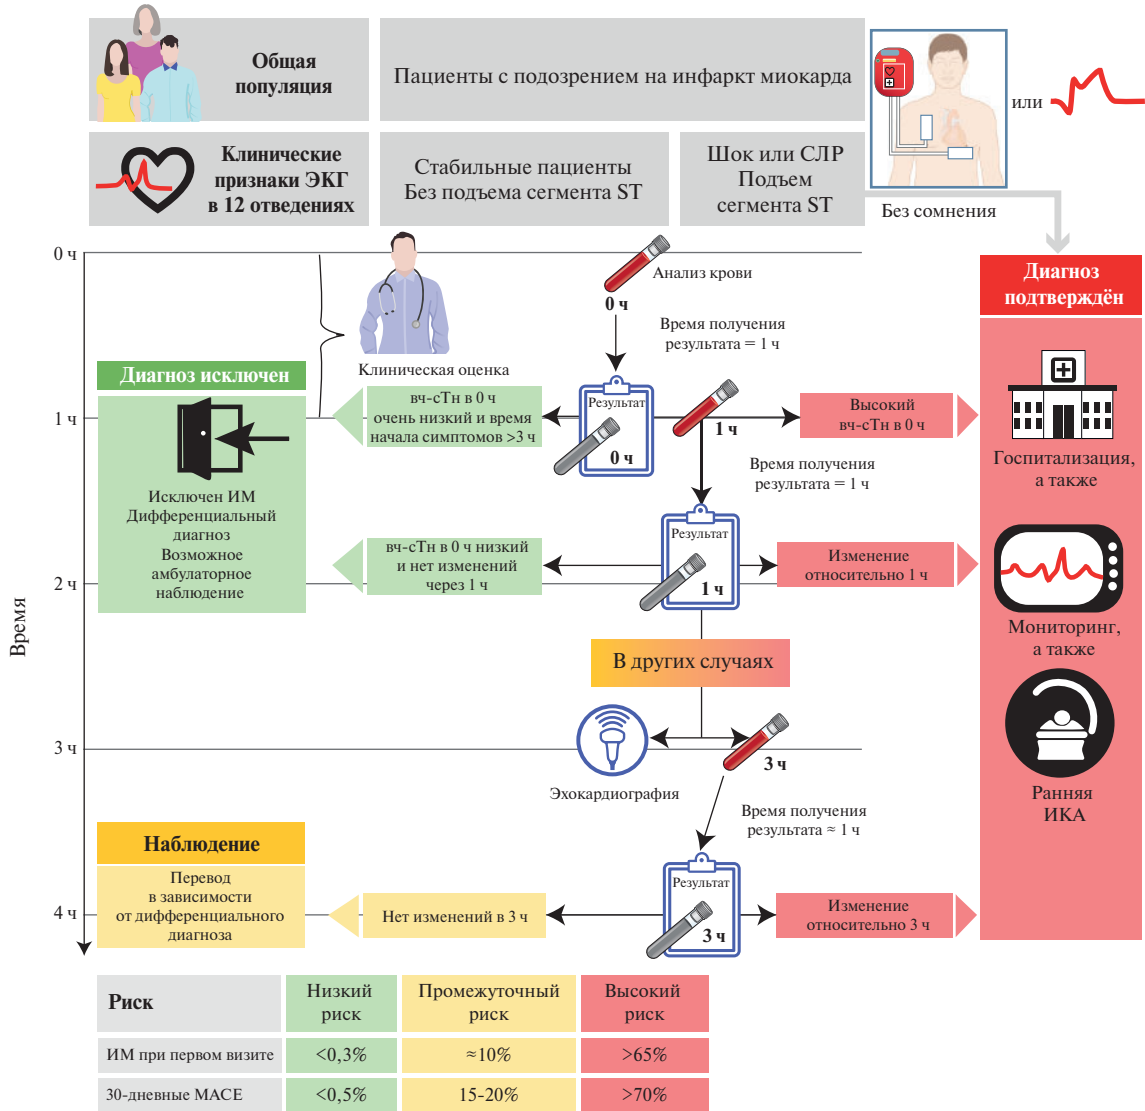 Общая
популяция
Пациенты с подозрением на инфаркт миокарда
или
Клинические
признаки ЭКГ
в 12 отведениях
Стабильные пациенты
Без подъема сегмента ST
Шок или СЛР
Подъем
сегмента ST
Без сомнения
0 ч
Анализ крови
0 ч
Время получения
результата = 1 ч
Клиническая оценка
Диагноз
подтверждён
Диагноз исключен
1 ч
вч-сТн в 0 ч
очень низкий и время
начала симптомов >3 ч
Результат
0 ч
1 ч
Высокий
вч-сТн в 0 ч
Госпитализация,
а также
Время получения
результата = 1 ч
Исключен ИМ
Дифференциальный
диагноз
Возможное
амбулаторное
наблюдение
вч-сТн в 0 ч низкий
и нет изменений
через 1 ч
Результат
1 ч
Изменение
относительно 1 ч
2 ч
Время
Мониторинг,
а также
В других случаях
3 ч
3 ч
Эхокардиография
Ранняя
ИКА
Время получения
результата ≈ 1 ч
Наблюдение
Перевод
в зависимости
от дифференциального
диагноза
4 ч
Нет изменений в 3 ч
Результат
3 ч
Изменение
относительно 3 ч
Риск
Низкий
риск
Промежуточный
риск
Высокий
риск
ИМ при первом визите
<0,3%
≈10%
>65%
30-дневные MACE
<0,5%
15-20%
>70%